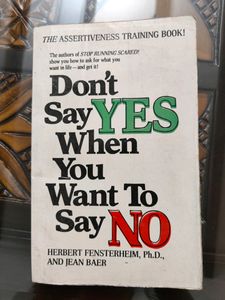 THE ASSERTIVENESS TRAINING BOOK!
The authors of STOP RUNNING SCARED!
show you how to ask for what you
want in life—and get it!
Don't
Say YES
When
You
Want To
Say NO
HERBERT FENSTERHEIM, Ph.D.,
AND JEAN BAER